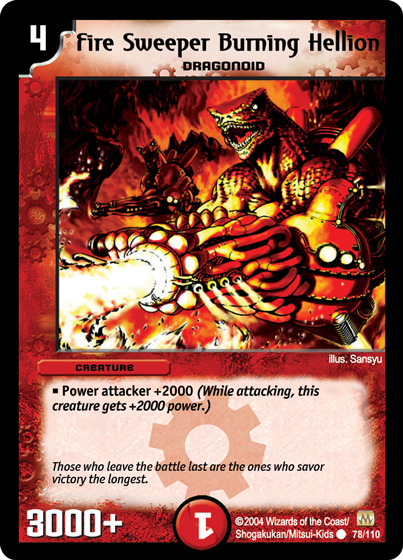 4
Fire Sweeper Burning Hellion
DRAGONOID
illus. Sansyu
CREATURE
▪ Power attacker +2000 (While attacking, this
creature gets +2000 power.)
Those who leave the battle last are the ones who savor
victory the longest.
3000+
1
©2004 Wizards of the Coast/
Shogakukan/Mitsui-Kids ● 78/110